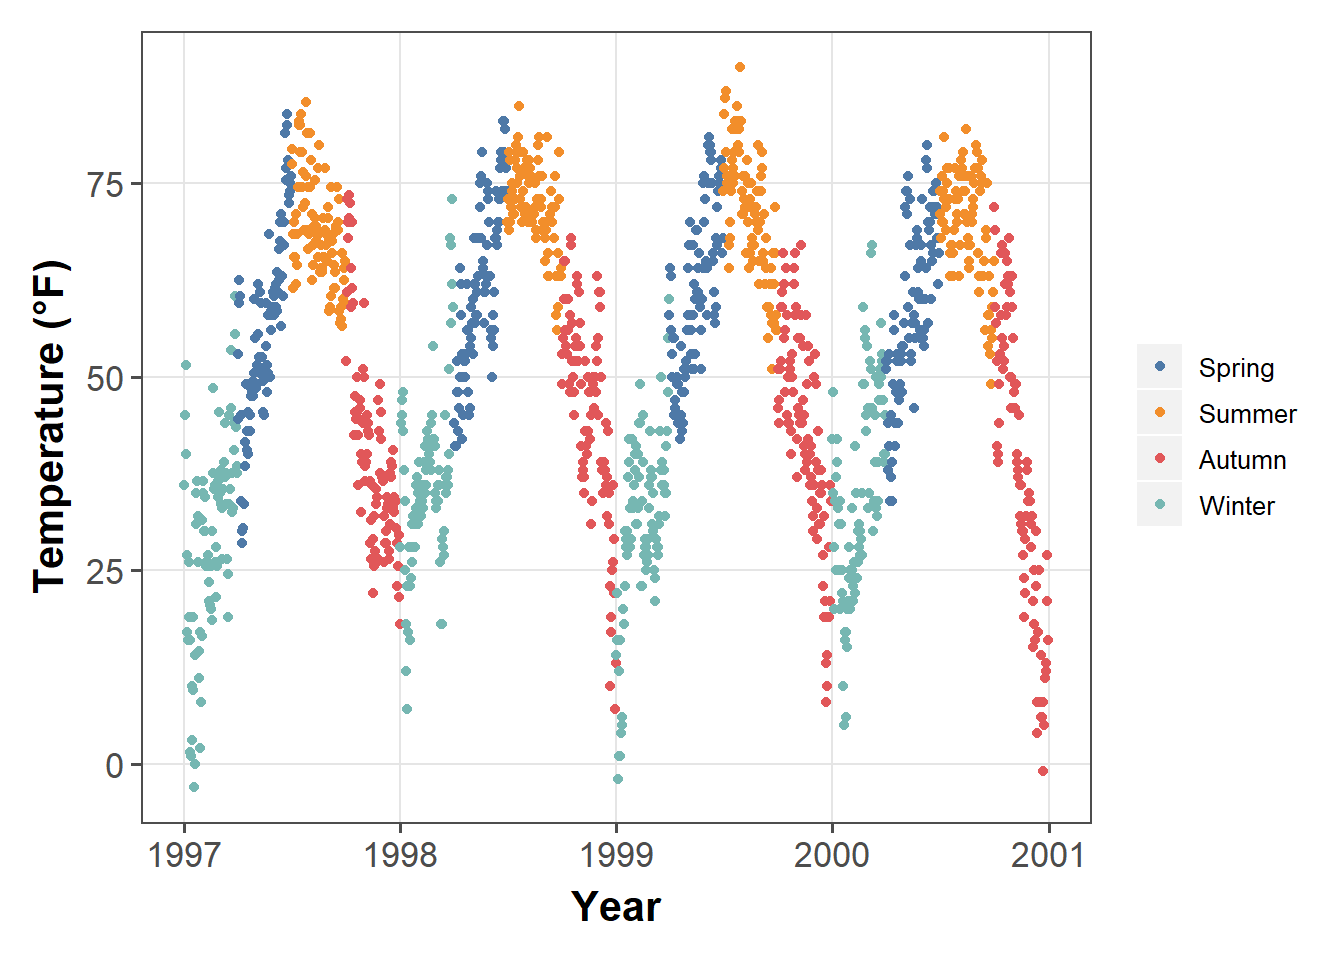 75
50
25
0
Temperature (°F)
1997 1998 1999 2000 2001
Year
Spring
Summer
Autumn
Winter